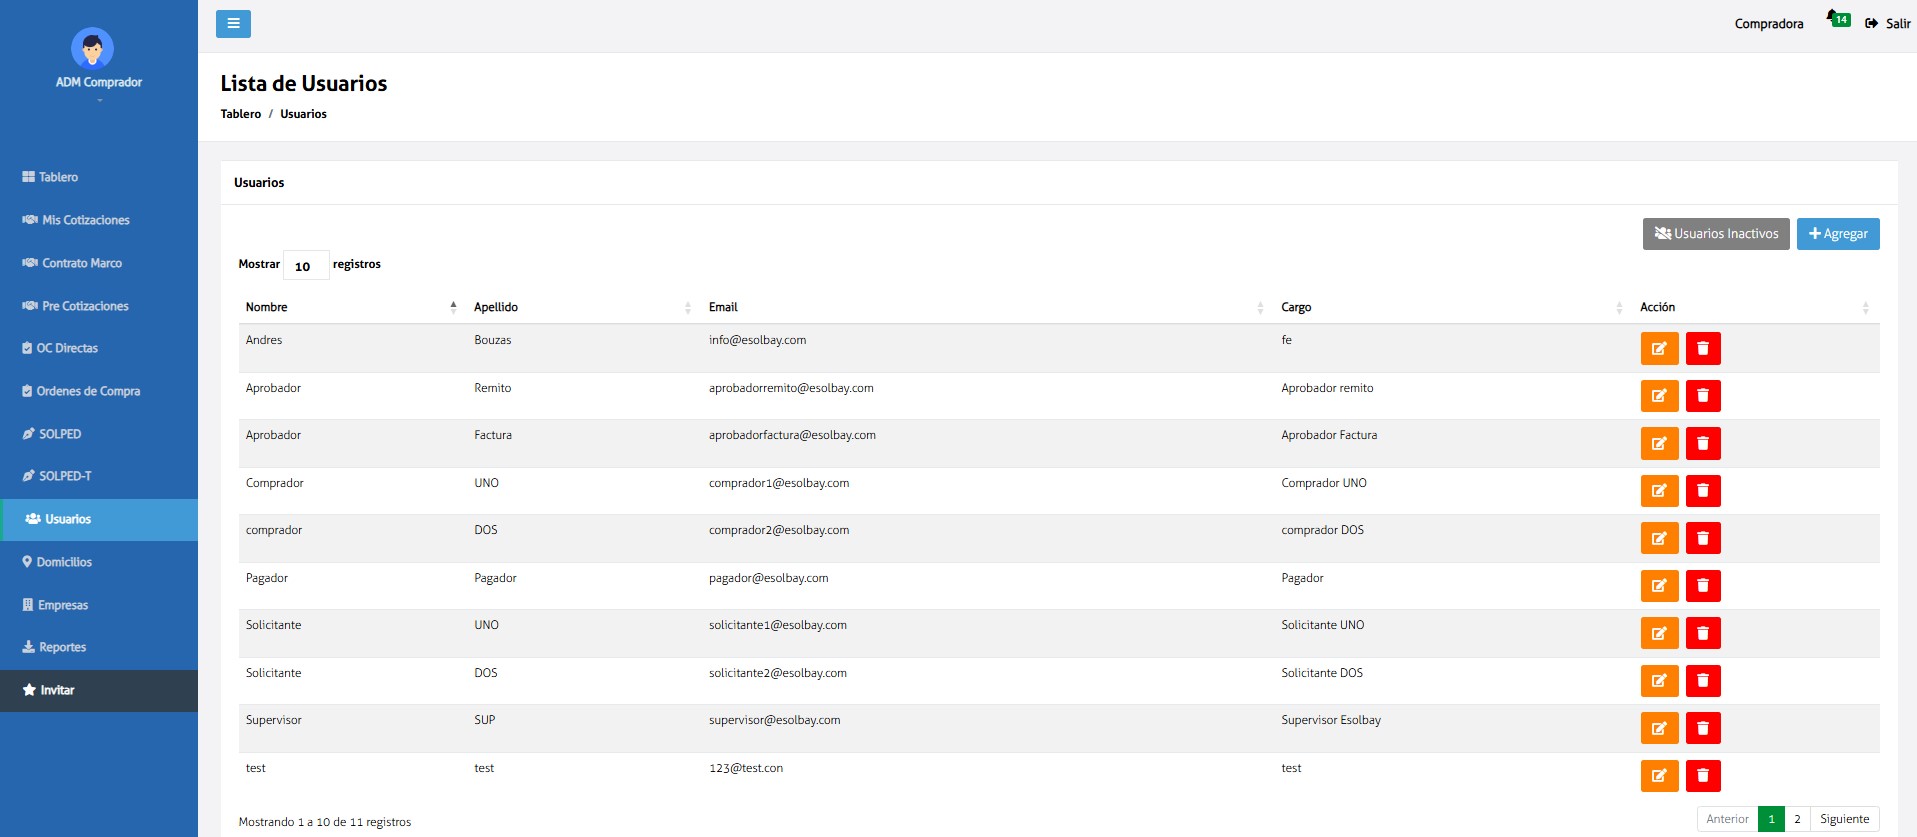 Compradora 14 Salir
ADM Comprador
Lista de Usuarios
Tablero / Usuarios
Tablero
Mis Cotizaciones
Contrato Marco
Pre Cotizaciones
OC Directas
Ordenes de Compra
SOLPED
SOLPED-T
Usuarios
Domicilios
Empresas
Reportes
Invitar
Usuarios
Usuarios Inactivos Agregar
Mostrar 10 registros
Nombre Apellido Email Cargo Acción
Andres Bouzas info@esolbay.com fe
Aprobador Remito aprobadorremito@esolbay.com Aprobador remito
Aprobador Factura aprobadorfactura@esolbay.com Aprobador Factura
Comprador UNO comprador1@esolbay.com Comprador UNO
comprador DOS comprador2@esolbay.com comprador DOS
Pagador Pagador pagador@esolbay.com Pagador
Solicitante UNO solicitante1@esolbay.com Solicitante UNO
Solicitante DOS solicitante2@esolbay.com Solicitante DOS
Supervisor SUP supervisor@esolbay.com Supervisor Esolbay
test test 123@test.con test
Mostrando 1 a 10 de 11 registros
Anterior 1 2 Siguiente